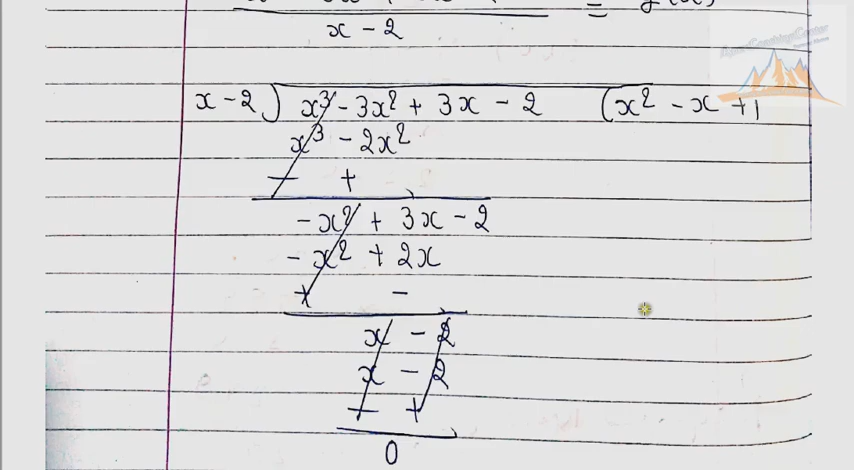 x - 2 = g(x)
x - 2 ) x³ - 3x² + 3x - 2 ( x² - x + 1
x³ - 2x²
- +
- x² + 3x - 2
- x² + 2x
+ -
x - 2
x - 2
- +
0